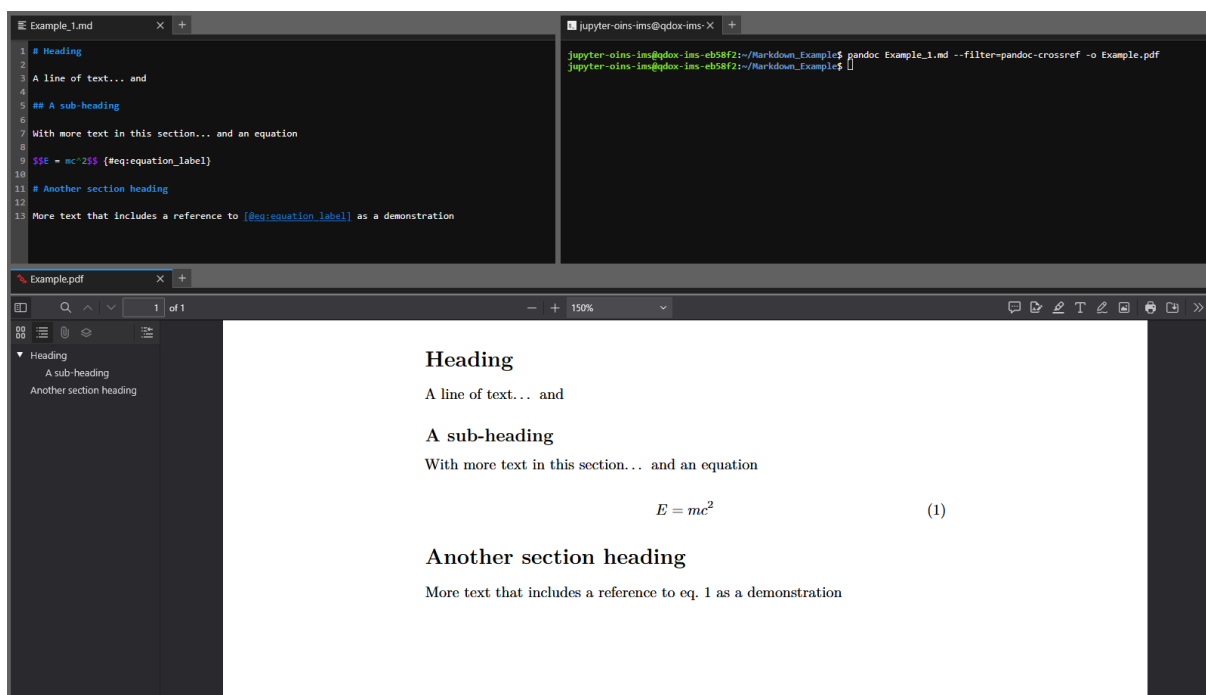 Example_1.md
1 # Heading
2
3 A line of text... and
4
5 ## A sub-heading
6
7 With more text in this section... and an equation
8
9 $$E = mc^2$$ {#eq:equation_label}
10
11 # Another section heading
12
13 More text that includes a reference to [@eq:equation_label] as a demonstration
jupyter-oins-ims@qdox-ims-
jupyter-oins-ims@qdox-ims-eb58f2:~/Markdown_Example$ pandoc Example_1.md --filter=pandoc-crossref -o Example.pdf
jupyter-oins-ims@qdox-ims-eb58f2:~/Markdown_Example$
Example.pdf
1 of 1
150%
Heading
A sub-heading
Another section heading
Heading
A line of text... and
A sub-heading
With more text in this section... and an equation
E = mc² (1)
Another section heading
More text that includes a reference to eq. 1 as a demonstration